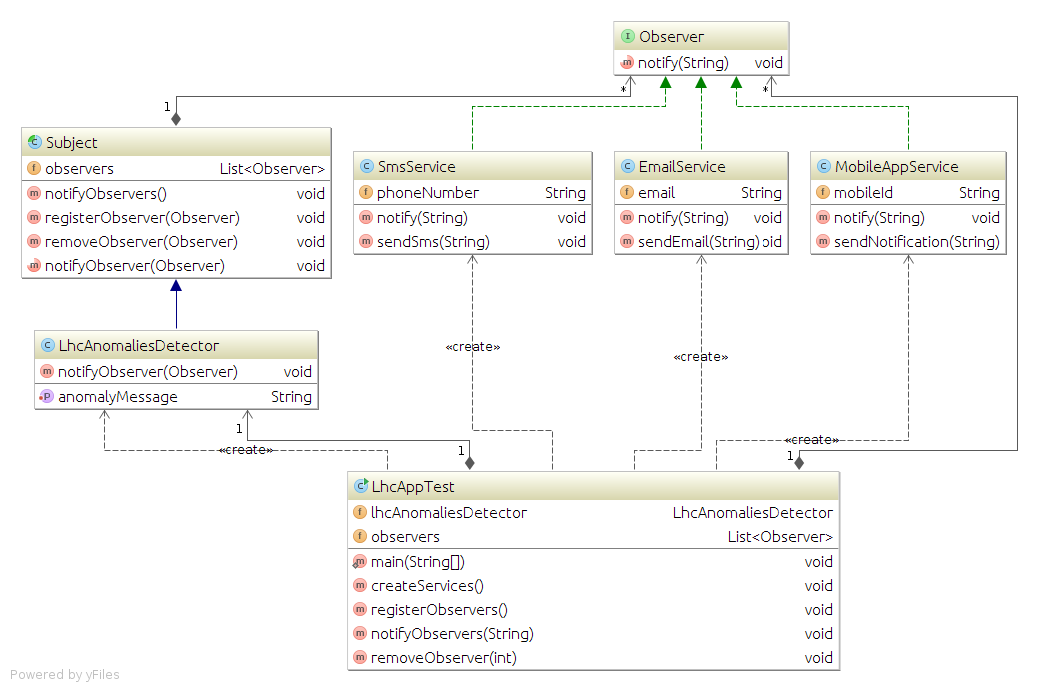 I Observer
m notify(String) void
1
*
*
C Subject
f observers List<Observer>
m notifyObservers() void
m registerObserver(Observer) void
m removeObserver(Observer) void
m notifyObserver(Observer) void
C SmsService
f phoneNumber String
m notify(String) void
m sendSms(String) void
C EmailService
f email String
m notify(String) void
m sendEmail(String) oid
C MobileAppService
f mobileId String
m notify(String) void
m sendNotification(String)
C LhcAnomaliesDetector
m notifyObserver(Observer) void
P anomalyMessage String
«create»
«create»
«create»
«create»
1
1
1
C LhcAppTest
f lhcAnomaliesDetector LhcAnomaliesDetector
f observers List<Observer>
m main(String[]) void
m createServices() void
m registerObservers() void
m notifyObservers(String) void
m removeObserver(int) void
Powered by yFiles